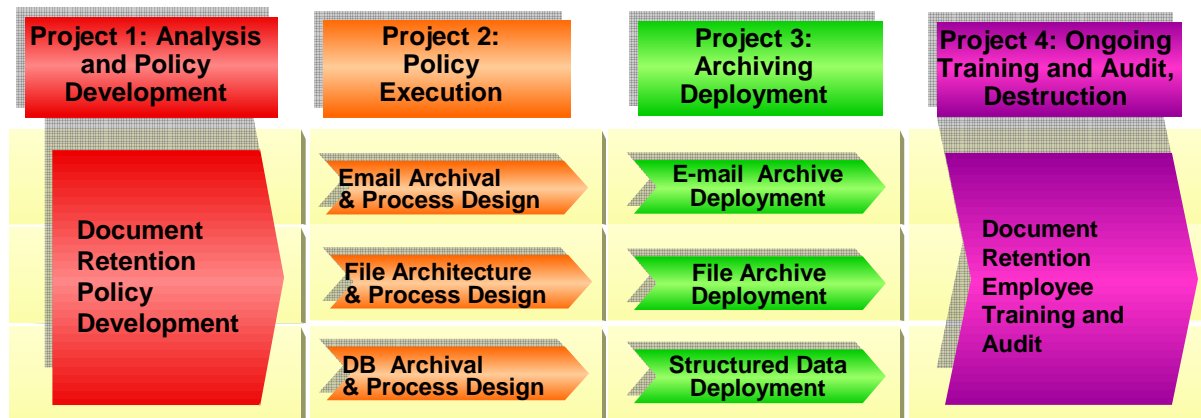 Project 1: Analysis
and Policy
Development
Project 2:
Policy
Execution
Project 3:
Archiving
Deployment
Project 4: Ongoing
Training and Audit,
Destruction
Document
Retention
Policy
Development
Email Archival
& Process Design
File Architecture
& Process Design
DB Archival
& Process Design
E-mail Archive
Deployment
File Archive
Deployment
Structured Data
Deployment
Document
Retention
Employee
Training and
Audit